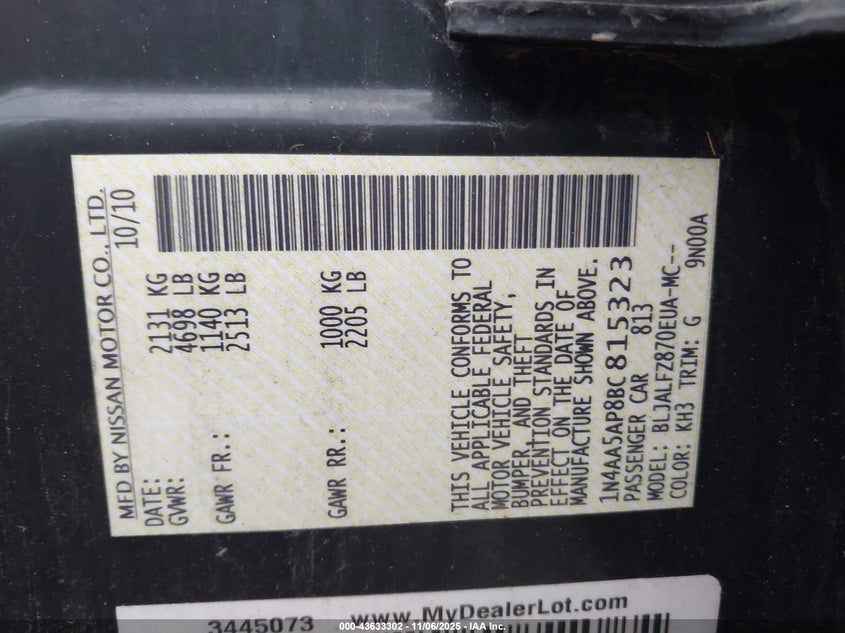 MFD BY NISSAN MOTOR CO., LTD.
DATE: 10/10
GVWR: 2131 KG
4698 LB
GAWR FR.: 1140 KG
2513 LB
GAWR RR.: 1000 KG
2205 LB
THIS VEHICLE CONFORMS TO
ALL APPLICABLE FEDERAL
MOTOR VEHICLE SAFETY,
BUMPER, AND THEFT
PREVENTION STANDARDS IN
EFFECT ON THE DATE OF
MANUFACTURE SHOWN ABOVE.
1N4AA5AP8BC815323
PASSENGER CAR 813
MODEL: BLJALFZ870EUA-MC--
COLOR: KH3 TRIM: G 9N00A
3445073 www.MyDealerLot.com
000-43633302 - 11/06/2025 - IAA, Inc.